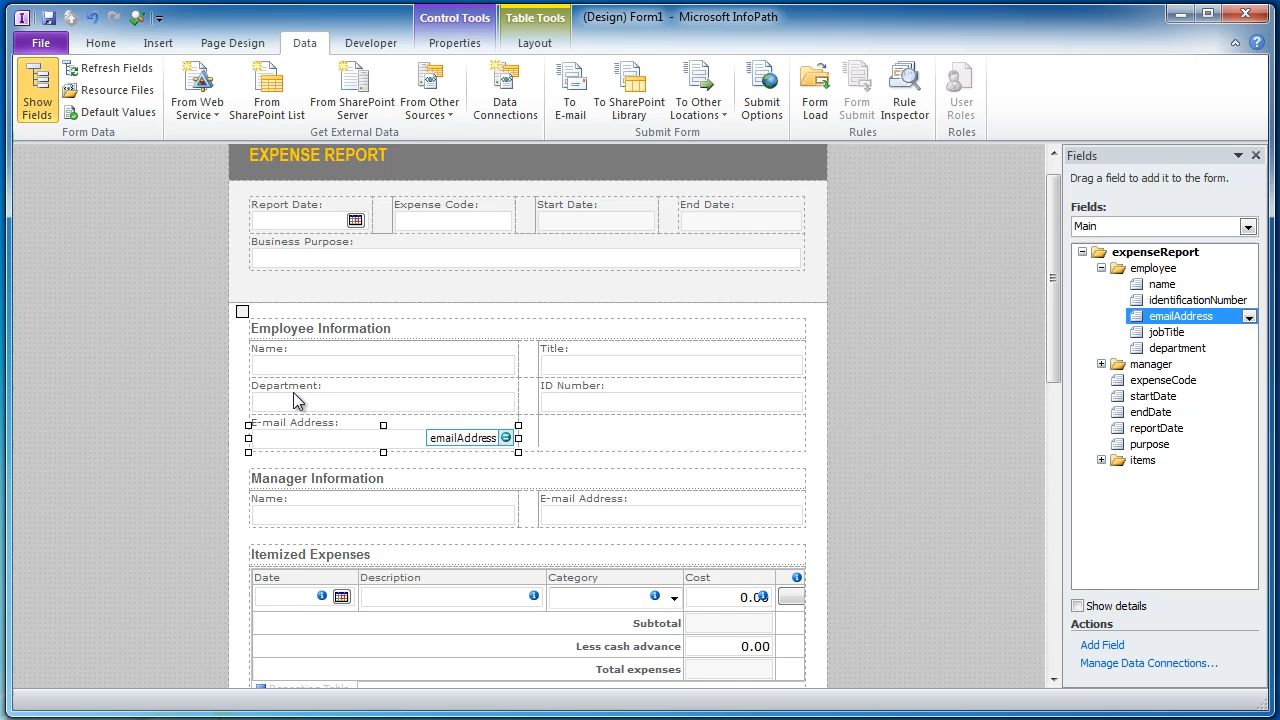 Control Tools
Table Tools
(Design) Form1 - Microsoft InfoPath
File
Home
Insert
Page Design
Data
Developer
Properties
Layout
Show Fields
Refresh Fields
Resource Files
Default Values
Form Data
From Web Service
From SharePoint List
From SharePoint Server
From Other Sources
Data Connections
Get External Data
To E-mail
To SharePoint Library
To Other Locations
Submit Options
Submit Form
Form Load
Form Submit
Rule Inspector
Rules
User Roles
Roles
EXPENSE REPORT
Report Date:
Expense Code:
Start Date:
End Date:
Business Purpose:
Employee Information
Name:
Title:
Department:
ID Number:
E-mail Address:
emailAddress
Manager Information
Name:
E-mail Address:
Itemized Expenses
Date
Description
Category
Cost
0.00
Subtotal
Less cash advance
0.00
Total expenses
Repeating Table
Fields
Drag a field to add it to the form.
Fields:
Main
expenseReport
employee
name
identificationNumber
emailAddress
jobTitle
department
manager
expenseCode
startDate
endDate
reportDate
purpose
items
Show details
Actions
Add Field
Manage Data Connections...